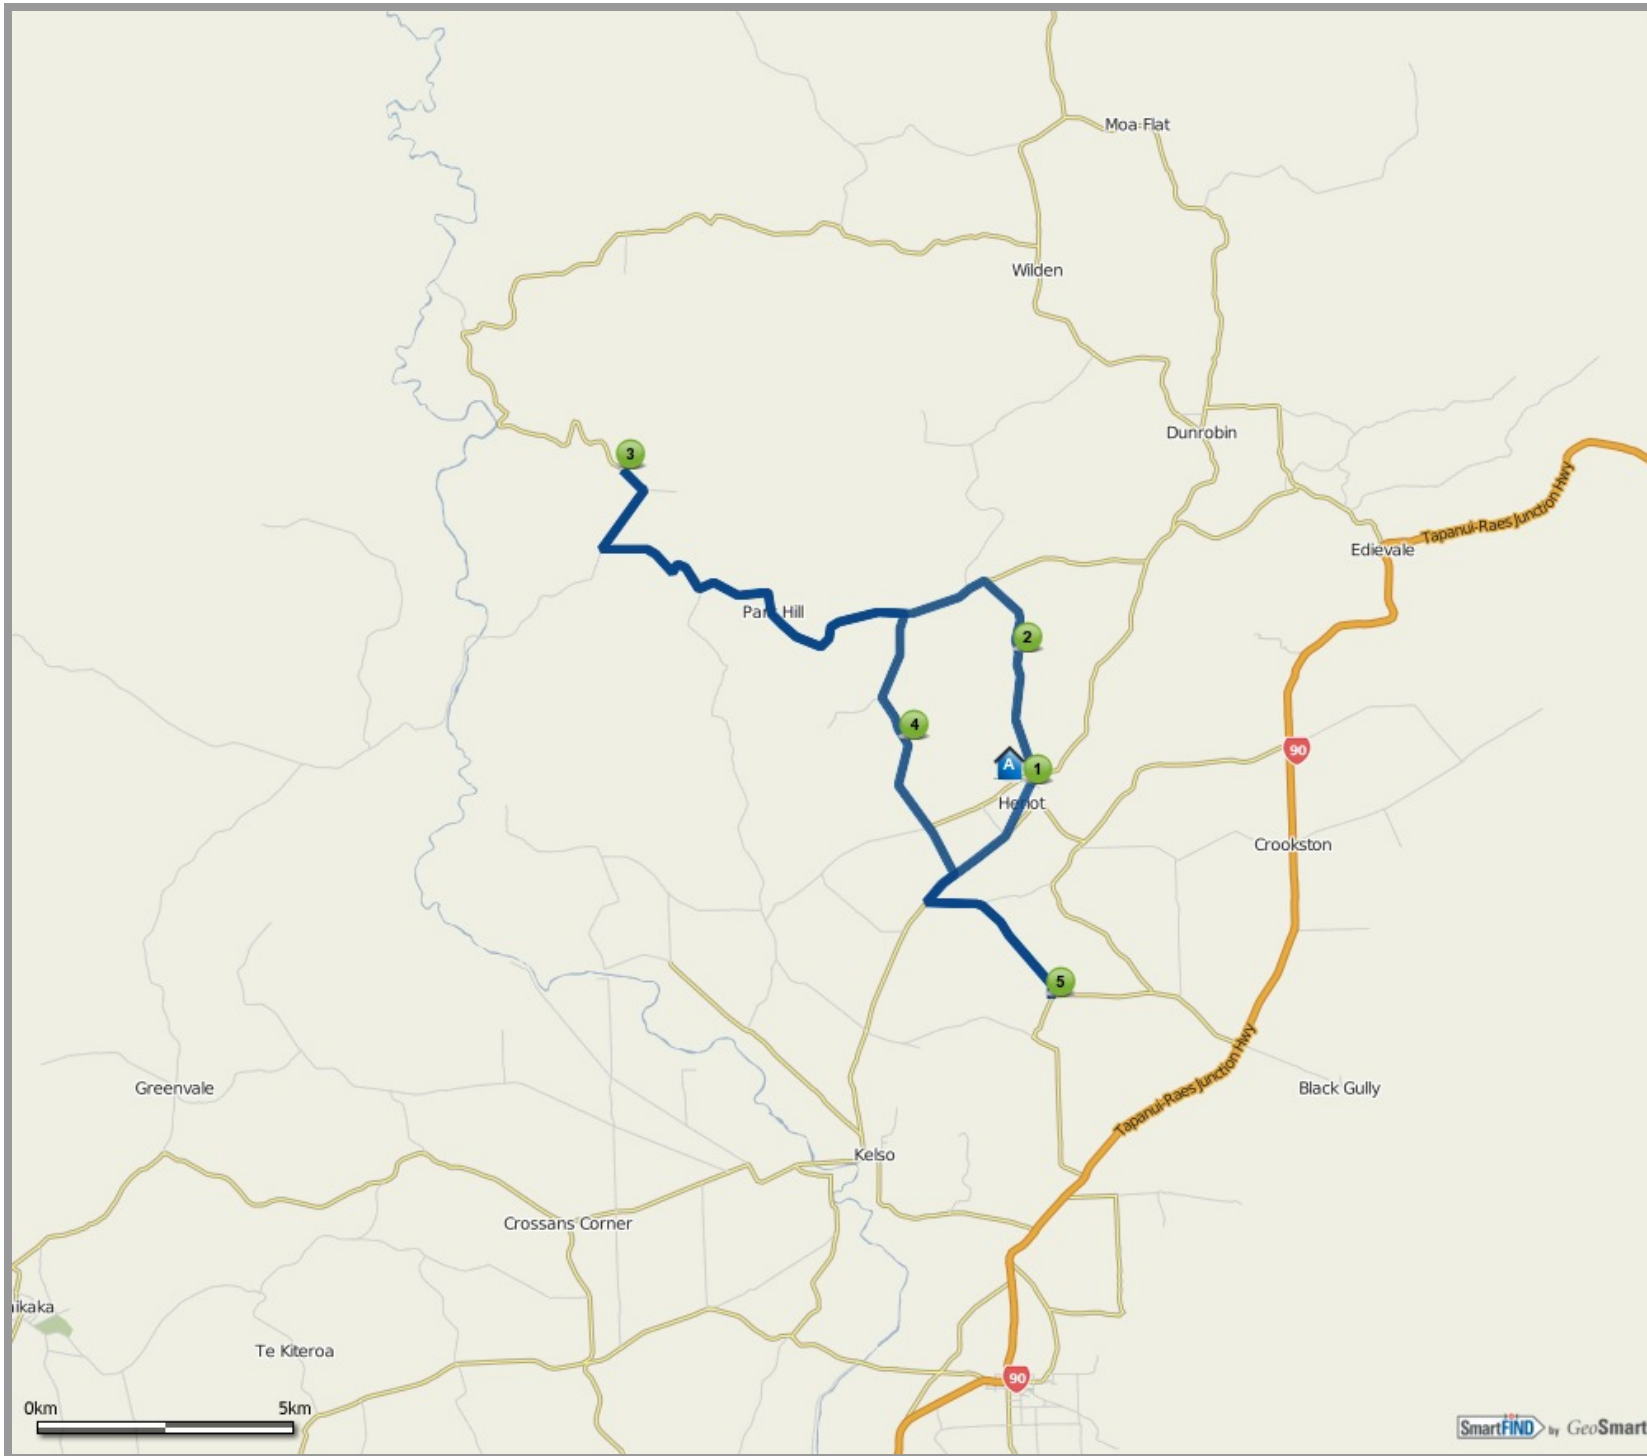 Moa Flat
Wilden
Dunrobin
3
Tapanui-Raes Junction Hwy
Edievale
Park Hill
2
4
90
A
1
Heriot
Crookston
5
Tapanui-Raes Junction Hwy
Greenvale
Black Gully
Kelso
Crossans Corner
ikaka
Te Kiteroa
90
0km 5km
SmartFIND by GeoSmart